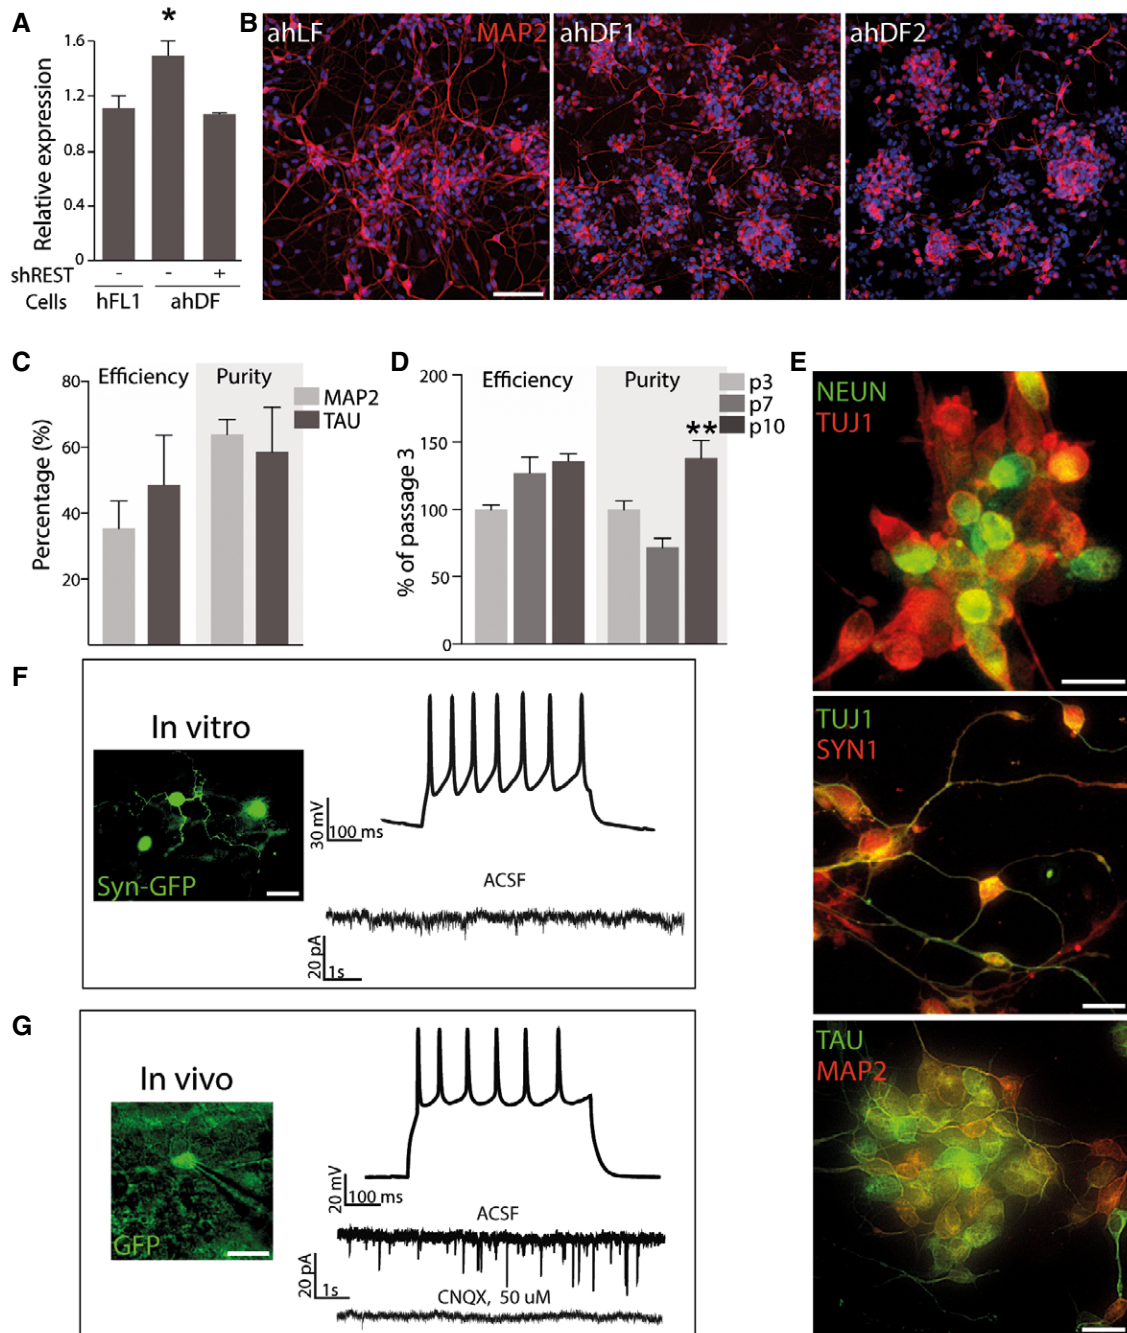 A
*
1.6
1.2
0.8
0.4
0
Relative expression
shREST - - +
Cells hFL1 ahDF
B
ahLF MAP2
ahDF1
ahDF2
C
Efficiency Purity
MAP2
TAU
80
60
40
20
Percentage (%)
D
Efficiency Purity
p3
p7
p10
**
200
150
100
50
0
% of passage 3
E
NEUN
TUJ1
TUJ1
SYN1
TAU
MAP2
F
In vitro
Syn-GFP
30 mV
100 ms
ACSF
20 pA
1s
G
In vivo
GFP
20 mV
100 ms
ACSF
20 pA
1s
CNQX, 50 uM